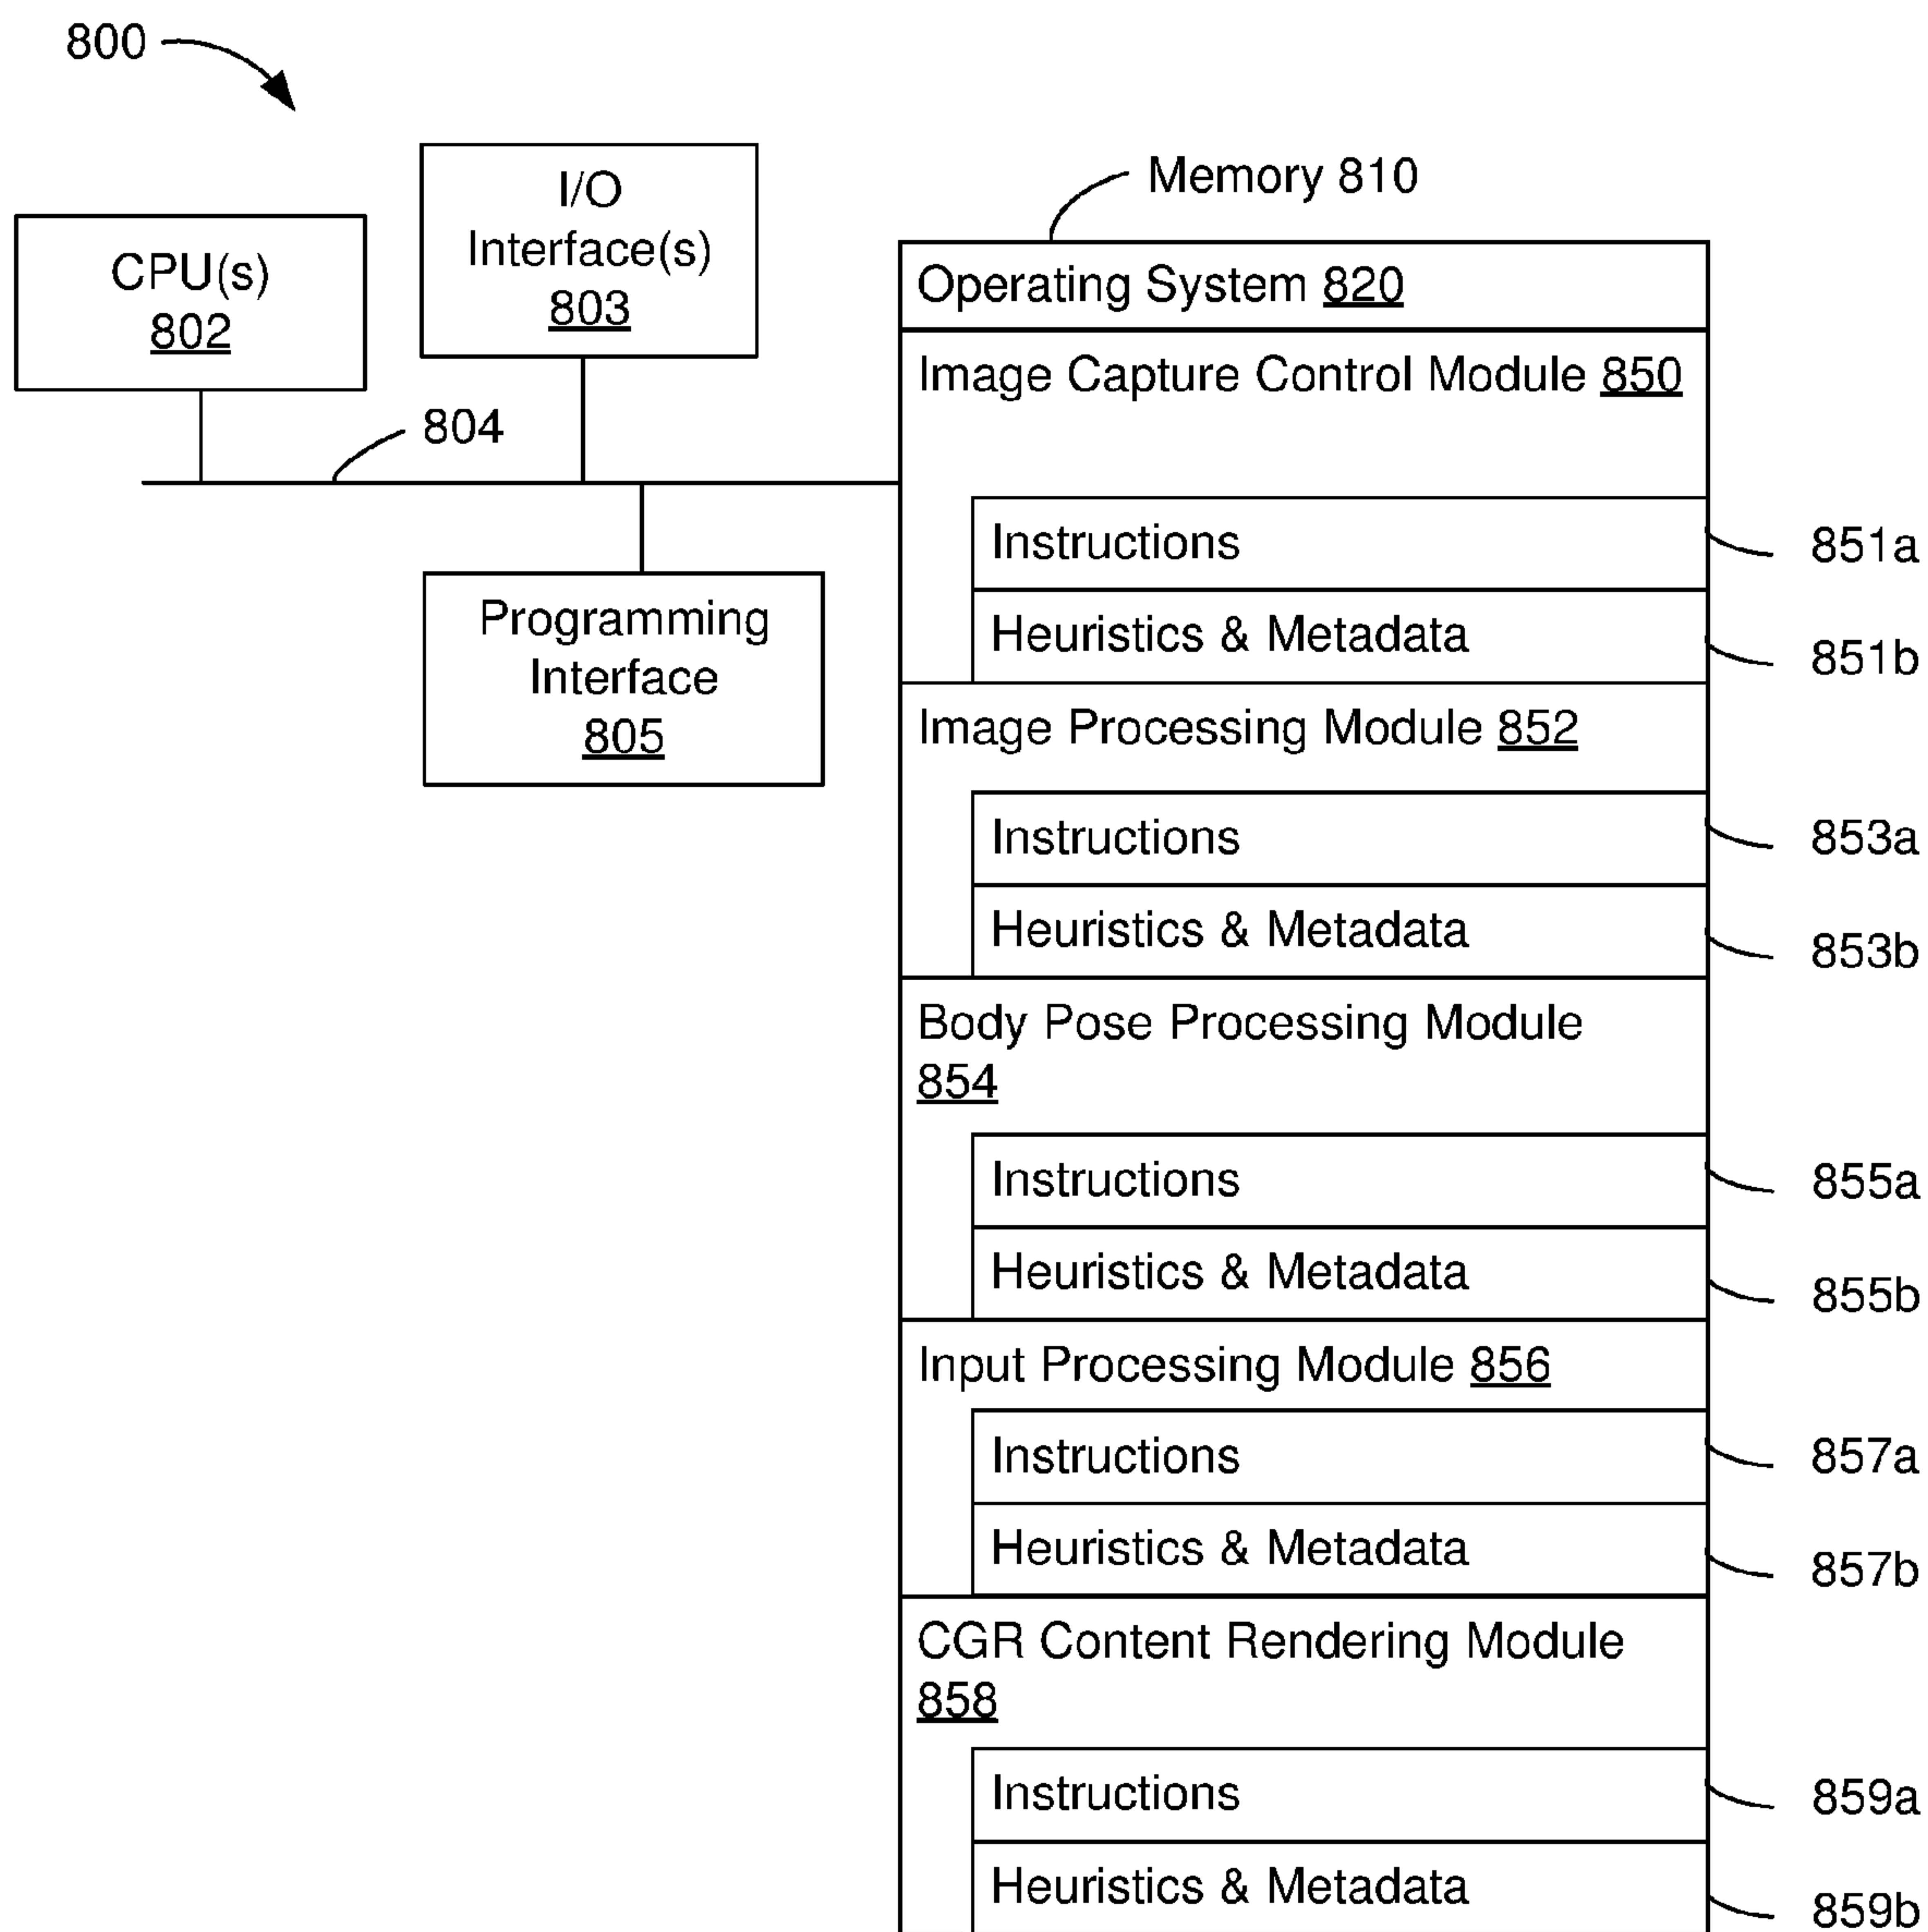 800
I/O
Interface(s)
803
CPU(s)
802
804
Programming
Interface
805
Memory 810
Operating System 820
Image Capture Control Module 850
Instructions
851a
Heuristics & Metadata
851b
Image Processing Module 852
Instructions
853a
Heuristics & Metadata
853b
Body Pose Processing Module
854
Instructions
855a
Heuristics & Metadata
855b
Input Processing Module 856
Instructions
857a
Heuristics & Metadata
857b
CGR Content Rendering Module
858
Instructions
859a
Heuristics & Metadata
859b